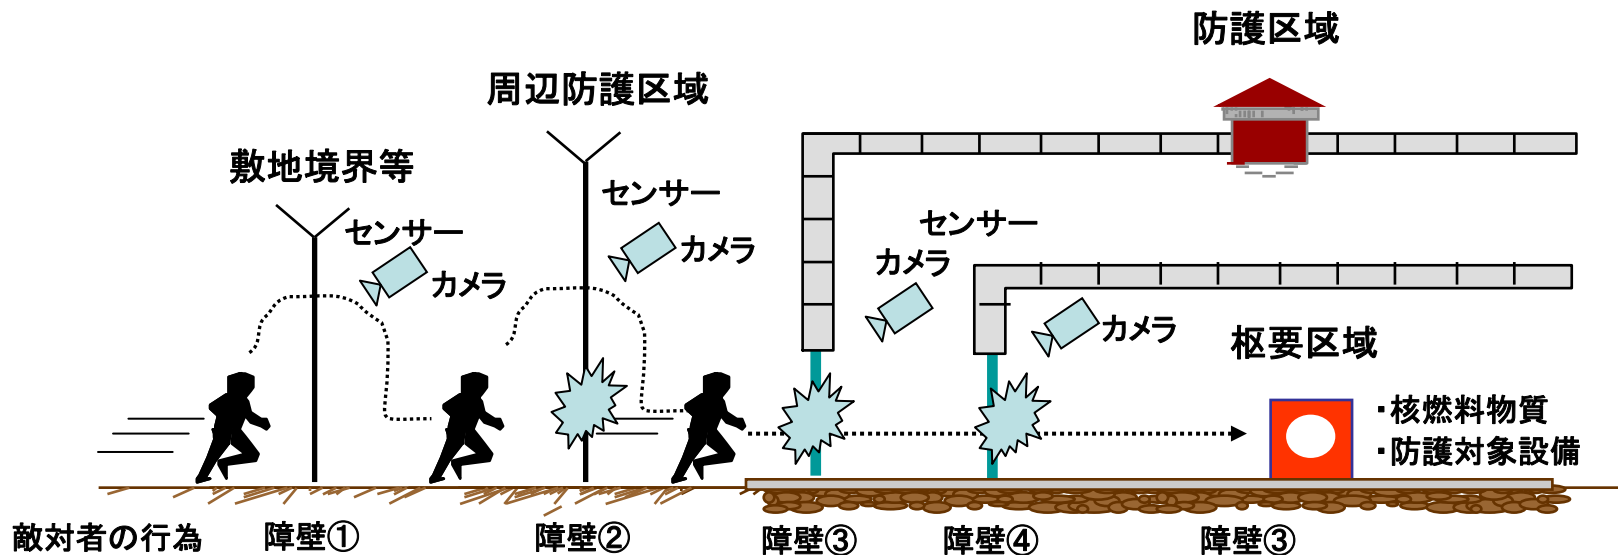 防護区域
周辺防護区域
敷地境界等
センサー
カメラ
センサー
カメラ
センサー
カメラ
カメラ
枢要区域
・核燃料物質
・防護対象設備
敵対者の行為
障壁①
障壁②
障壁③
障壁④
障壁③